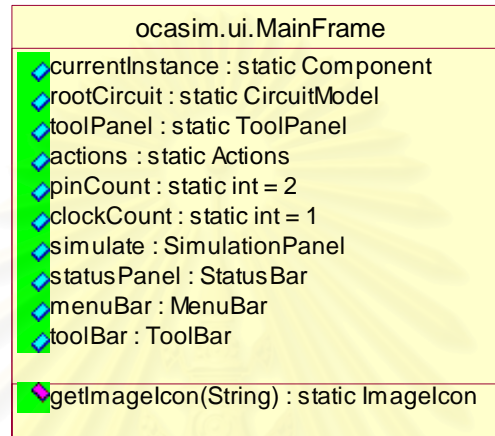 ocasim.ui.MainFrame
currentInstance : static Component
rootCircuit : static CircuitModel
toolPanel : static ToolPanel
actions : static Actions
pinCount : static int = 2
clockCount : static int = 1
simulate : SimulationPanel
statusPanel : StatusBar
menuBar : MenuBar
toolBar : ToolBar
getImageIcon(String) : static ImageIcon